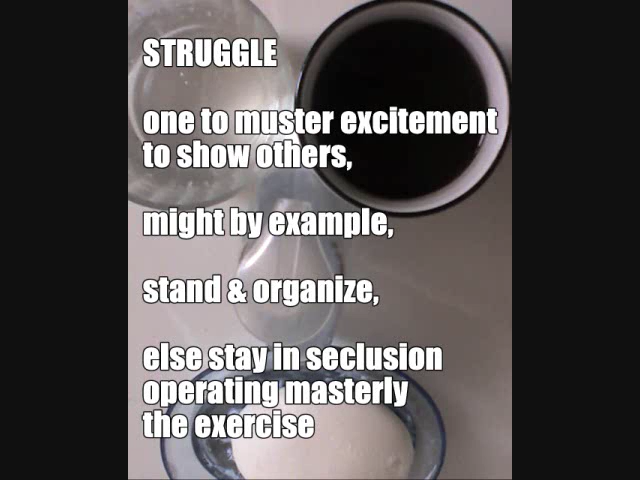 STRUGGLE
one to muster excitement
to show others,
might by example,
stand & organize,
else stay in seclusion
operating masterly
the exercise